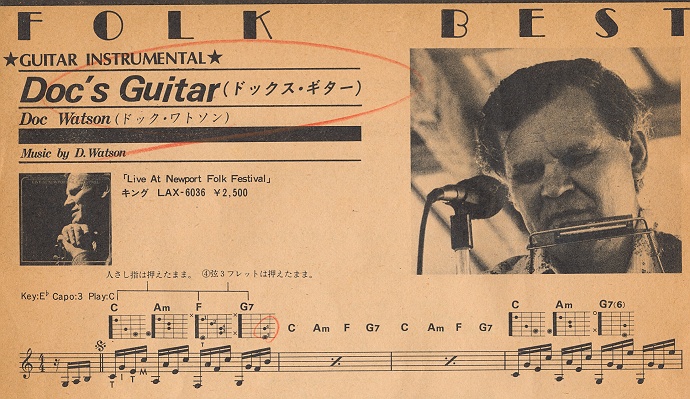 FOLK BEST
★GUITAR INSTRUMENTAL★
Doc's Guitar(ドックス・ギター)
Doc Watson(ドック・ワトソン)
Music by D. Watson
「Live At Newport Folk Festival」
キング LAX-6036 ￥2,500
人さし指は押えたまま。 ④弦3フレットは押えたまま。
Key:E♭ Capo:3 Play:C
C Am F G7 C Am F G7 C Am F G7 C Am G7(6)
T I T M
T